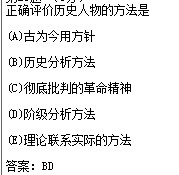 正确评价历史人物的方法是
(A)古为今用方针
(B)历史分析方法
(C)彻底批判的革命精神
(D)阶级分析方法
(E)理论联系实际的方法
答案：BD